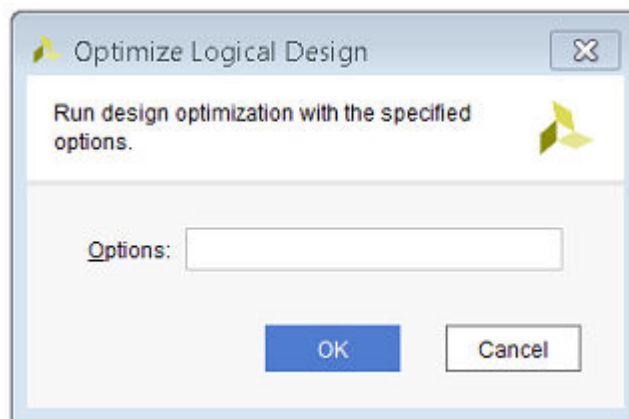 Optimize Logical Design
Run design optimization with the specified
options.
Options:
OK
Cancel